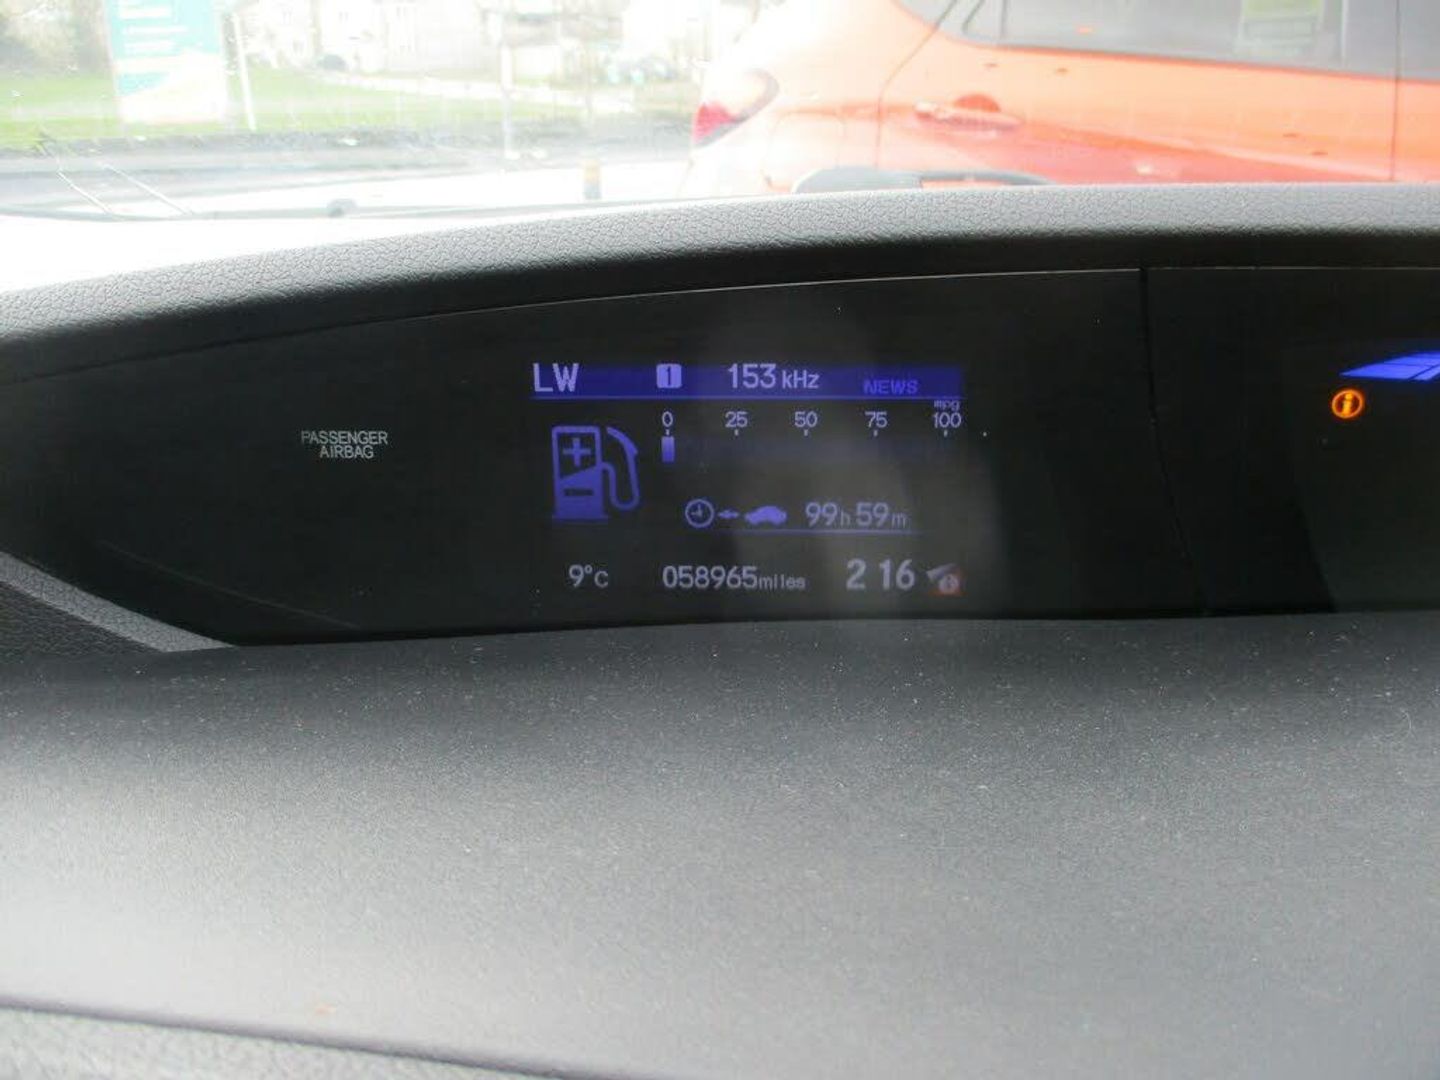 LW 1 153 kHz NEWS
mpg
0 25 50 75 100
PASSENGER
AIRBAG
99h 59m
9°C 058965miles 2 16